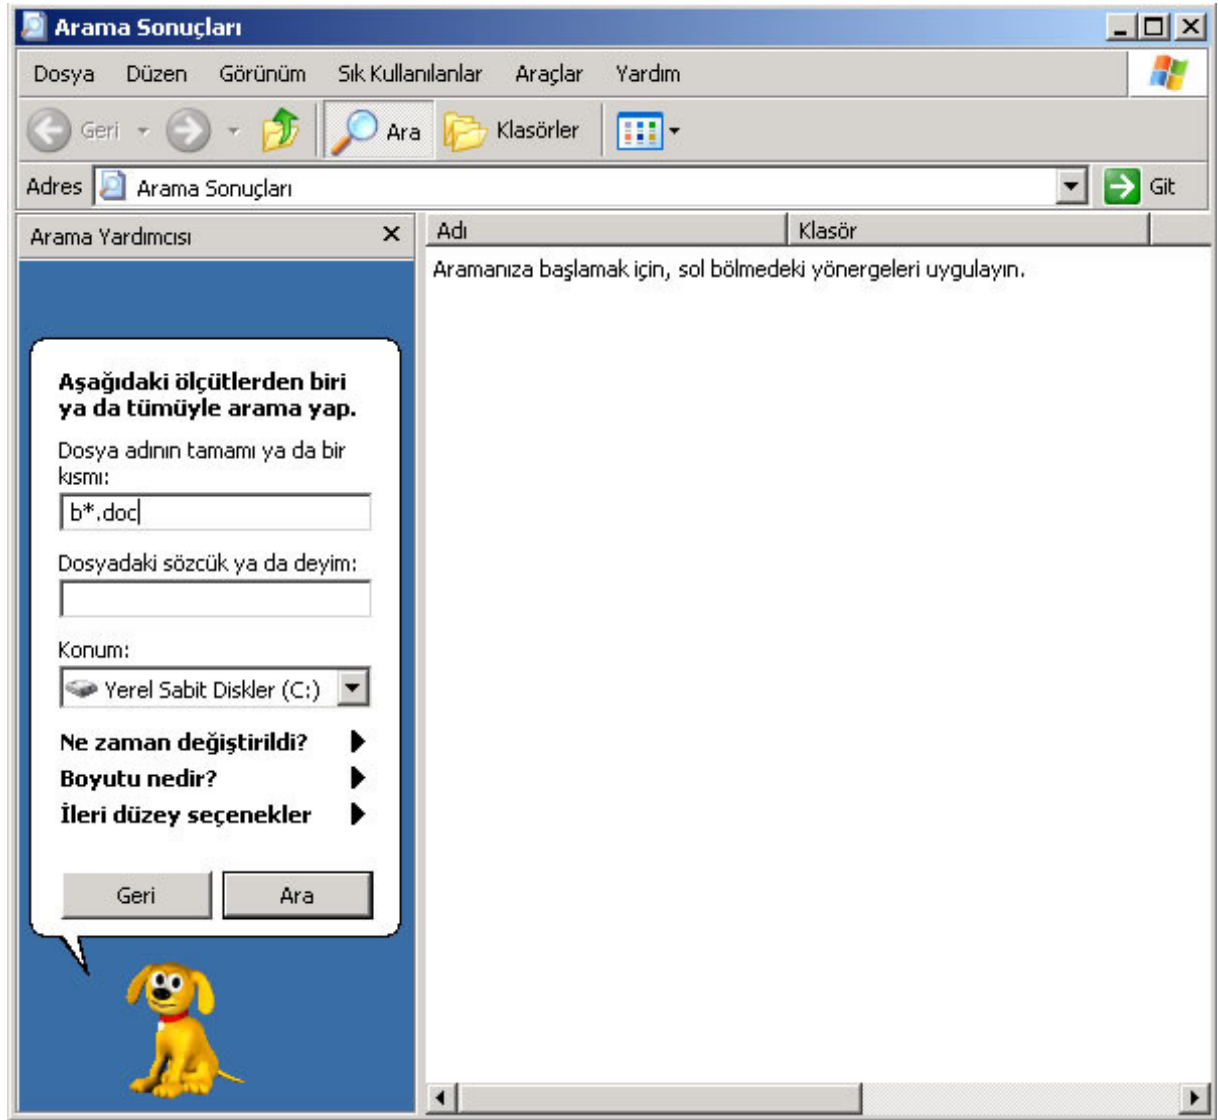 Arama Sonuçları
Dosya Düzen Görünüm Sık Kullanılanlar Araçlar Yardım
Geri Ara Klasörler
Adres Arama Sonuçları Git
Arama Yardımcısı
Adı Klasör
Aramanıza başlamak için, sol bölmedeki yönergeleri uygulayın.
Aşağıdaki ölçütlerden biri
ya da tümüyle arama yap.
Dosya adının tamamı ya da bir
kısmı:
b*.doc
Dosyadaki sözcük ya da deyim:
Konum:
Yerel Sabit Diskler (C:)
Ne zaman değiştirildi?
Boyutu nedir?
İleri düzey seçenekler
Geri Ara